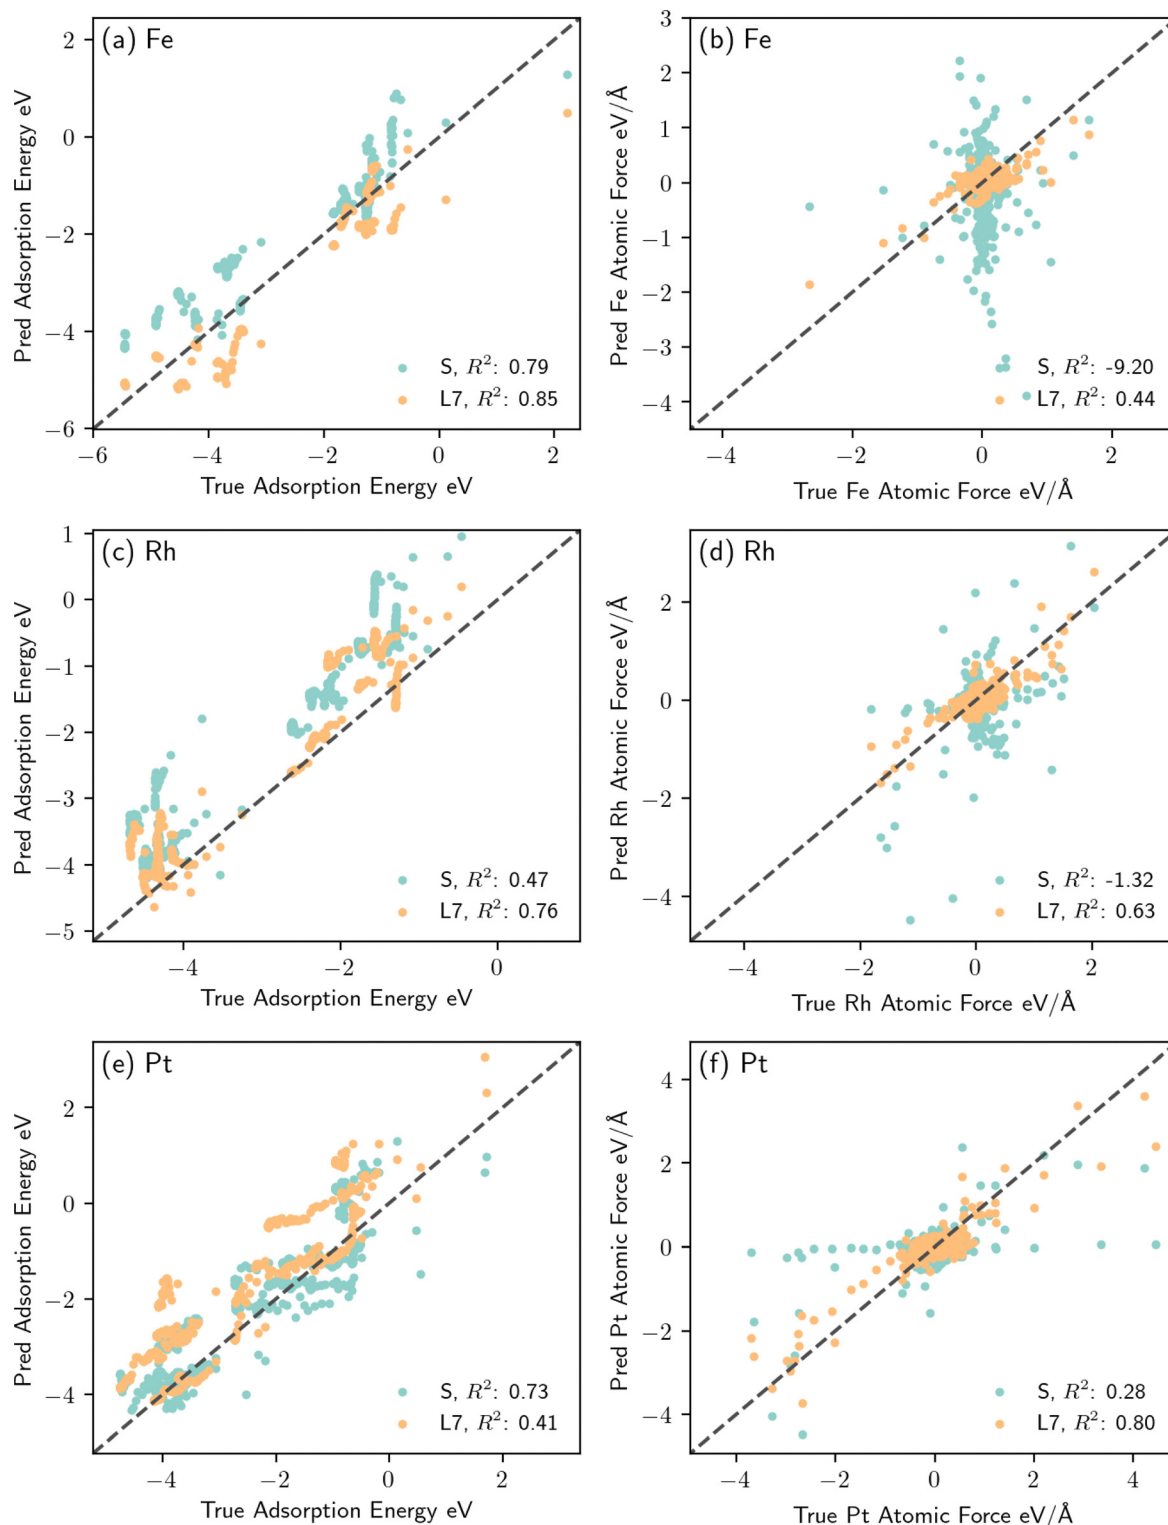 (a) Fe
2
0
−2
−4
−6
Pred Adsorption Energy eV
S, R²: 0.79
L7, R²: 0.85
−6 −4 −2 0 2
True Adsorption Energy eV
(b) Fe
3
2
1
0
−1
−2
−3
−4
Pred Fe Atomic Force eV/Å
S, R²: -9.20
L7, R²: 0.44
−4 −2 0 2
True Fe Atomic Force eV/Å
(c) Rh
1
0
−1
−2
−3
−4
−5
Pred Adsorption Energy eV
S, R²: 0.47
L7, R²: 0.76
−4 −2 0
True Adsorption Energy eV
(d) Rh
2
0
−2
−4
Pred Rh Atomic Force eV/Å
S, R²: -1.32
L7, R²: 0.63
−4 −2 0 2
True Rh Atomic Force eV/Å
(e) Pt
2
0
−2
−4
Pred Adsorption Energy eV
S, R²: 0.73
L7, R²: 0.41
−4 −2 0 2
True Adsorption Energy eV
(f) Pt
4
2
0
−2
−4
Pred Pt Atomic Force eV/Å
S, R²: 0.28
L7, R²: 0.80
−4 −2 0 2 4
True Pt Atomic Force eV/Å